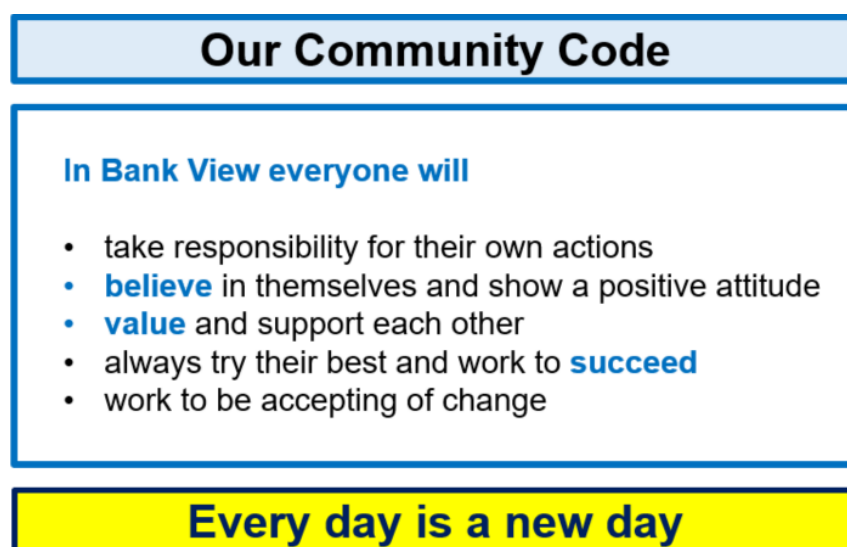 Our Community Code
In Bank View everyone will
• take responsibility for their own actions
• believe in themselves and show a positive attitude
• value and support each other
• always try their best and work to succeed
• work to be accepting of change
Every day is a new day